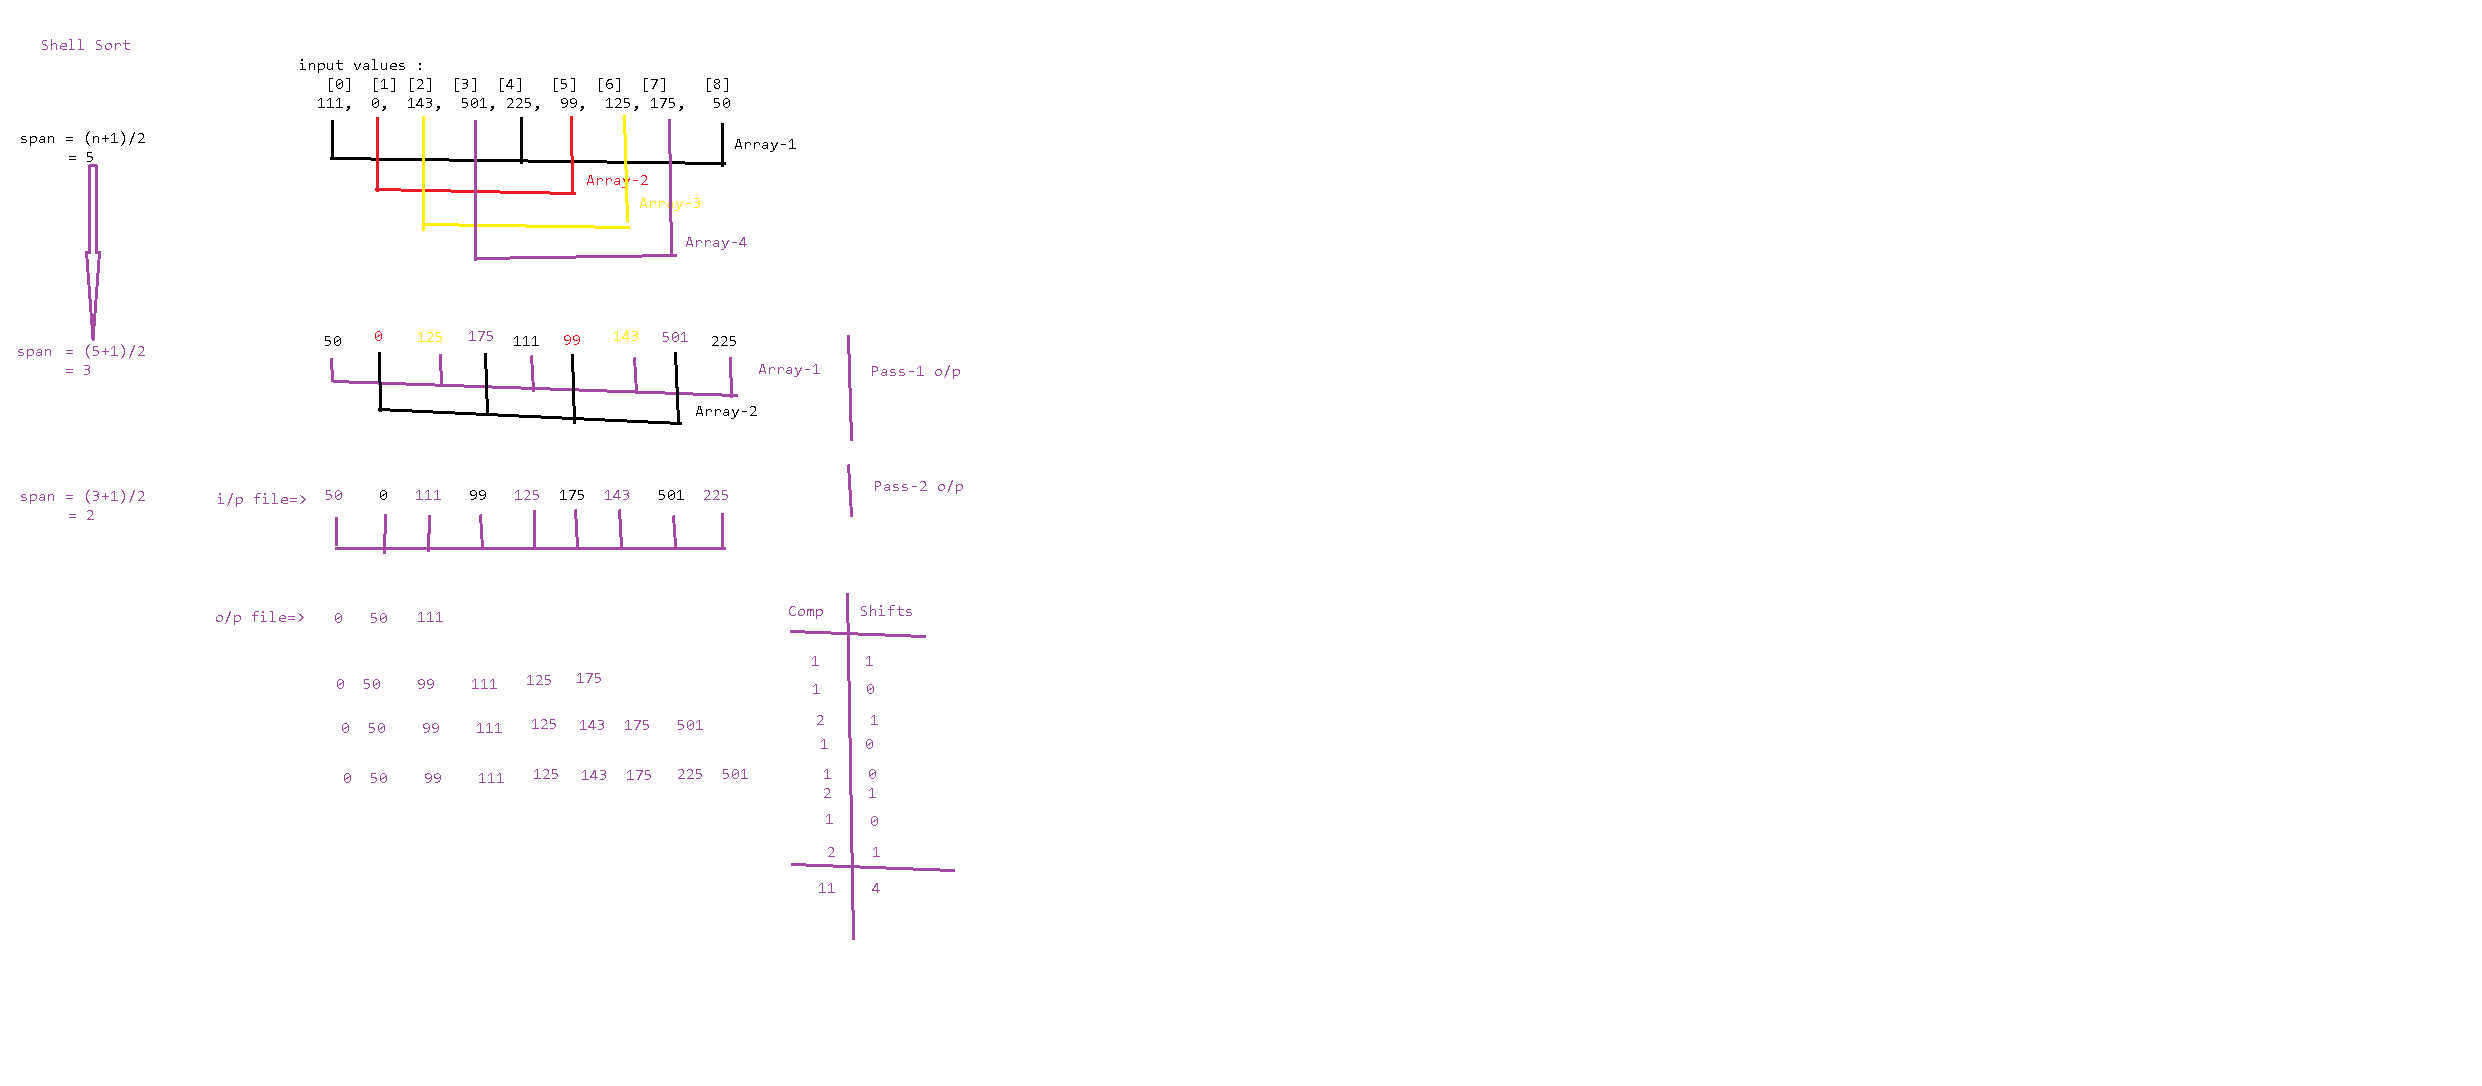 Shell Sort
input values :
[0] [1] [2] [3] [4] [5] [6] [7] [8]
111, 0, 143, 501, 225, 99, 125, 175, 50
span = (n+1)/2
= 5
Array-1
Array-2
Array-3
Array-4
50 0 125 175 111 99 143 501 225
span = (5+1)/2
= 3
Array-1
Pass-1 o/p
Array-2
Pass-2 o/p
span = (3+1)/2
= 2
i/p file=> 50 0 111 99 125 175 143 501 225
o/p file=> 0 50 111
0 50 99 111 125 175
0 50 99 111 125 143 175 501
0 50 99 111 125 143 175 225 501
Comp Shifts
1 1
1 0
2 1
1 0
1 0
2 1
1 0
2 1
11 4